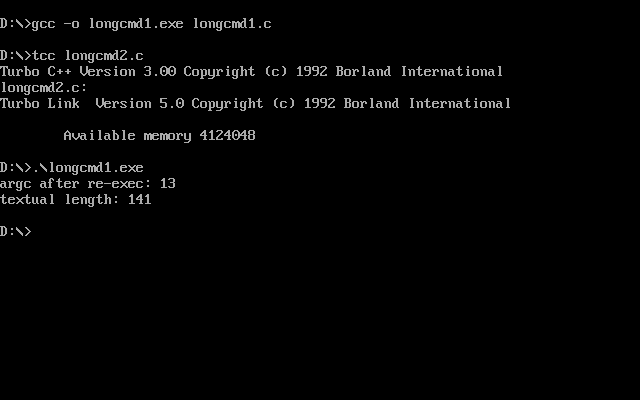 D:\>gcc -o longcmd1.exe longcmd1.c
D:\>tcc longcmd2.c
Turbo C++ Version 3.00 Copyright (c) 1992 Borland International
longcmd2.c:
Turbo Link  Version 5.0 Copyright (c) 1992 Borland International
Available memory 4124048
D:\>.\longcmd1.exe
argc after re-exec: 13
textual length: 141
D:\>